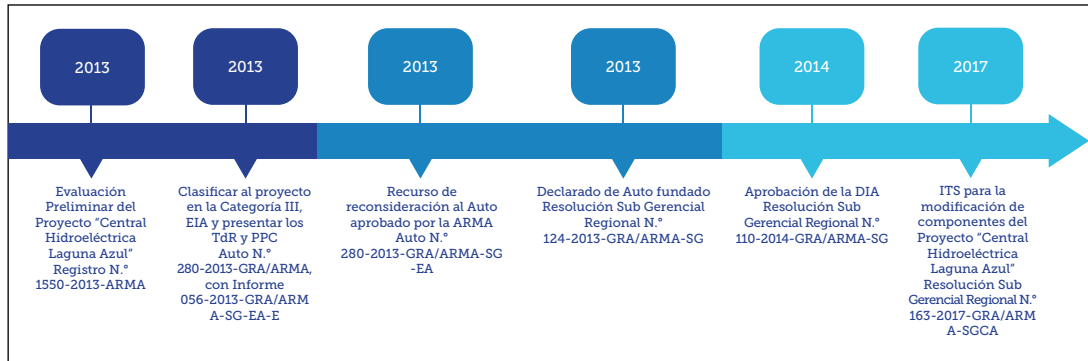 2013
Evaluación
Preliminar del
Proyecto “Central
Hidroeléctrica
Laguna Azul”
Registro N.°
1550-2013-ARMA
2013
Clasificar al proyecto
en la Categoría III,
EIA y presentar los
TdR y PPC
Auto N.°
280-2013-GRA/ARMA,
con Informe
056-2013-GRA/ARM
A-SG-EA-E
2013
Recurso de
reconsideración al Auto
aprobado por la ARMA
Auto N.°
280-2013-GRA/ARMA-SG
-EA
2013
Declarado de Auto fundado
Resolución Sub Gerencial
Regional N.°
124-2013-GRA/ARMA-SG
2014
Aprobación de la DIA
Resolución Sub
Gerencial Regional N.°
110-2014-GRA/ARMA-SG
2017
ITS para la
modificación de
componentes del
Proyecto “Central
Hidroeléctrica
Laguna Azul”
Resolución Sub
Gerencial Regional N.°
163-2017-GRA/ARM
A-SGCA